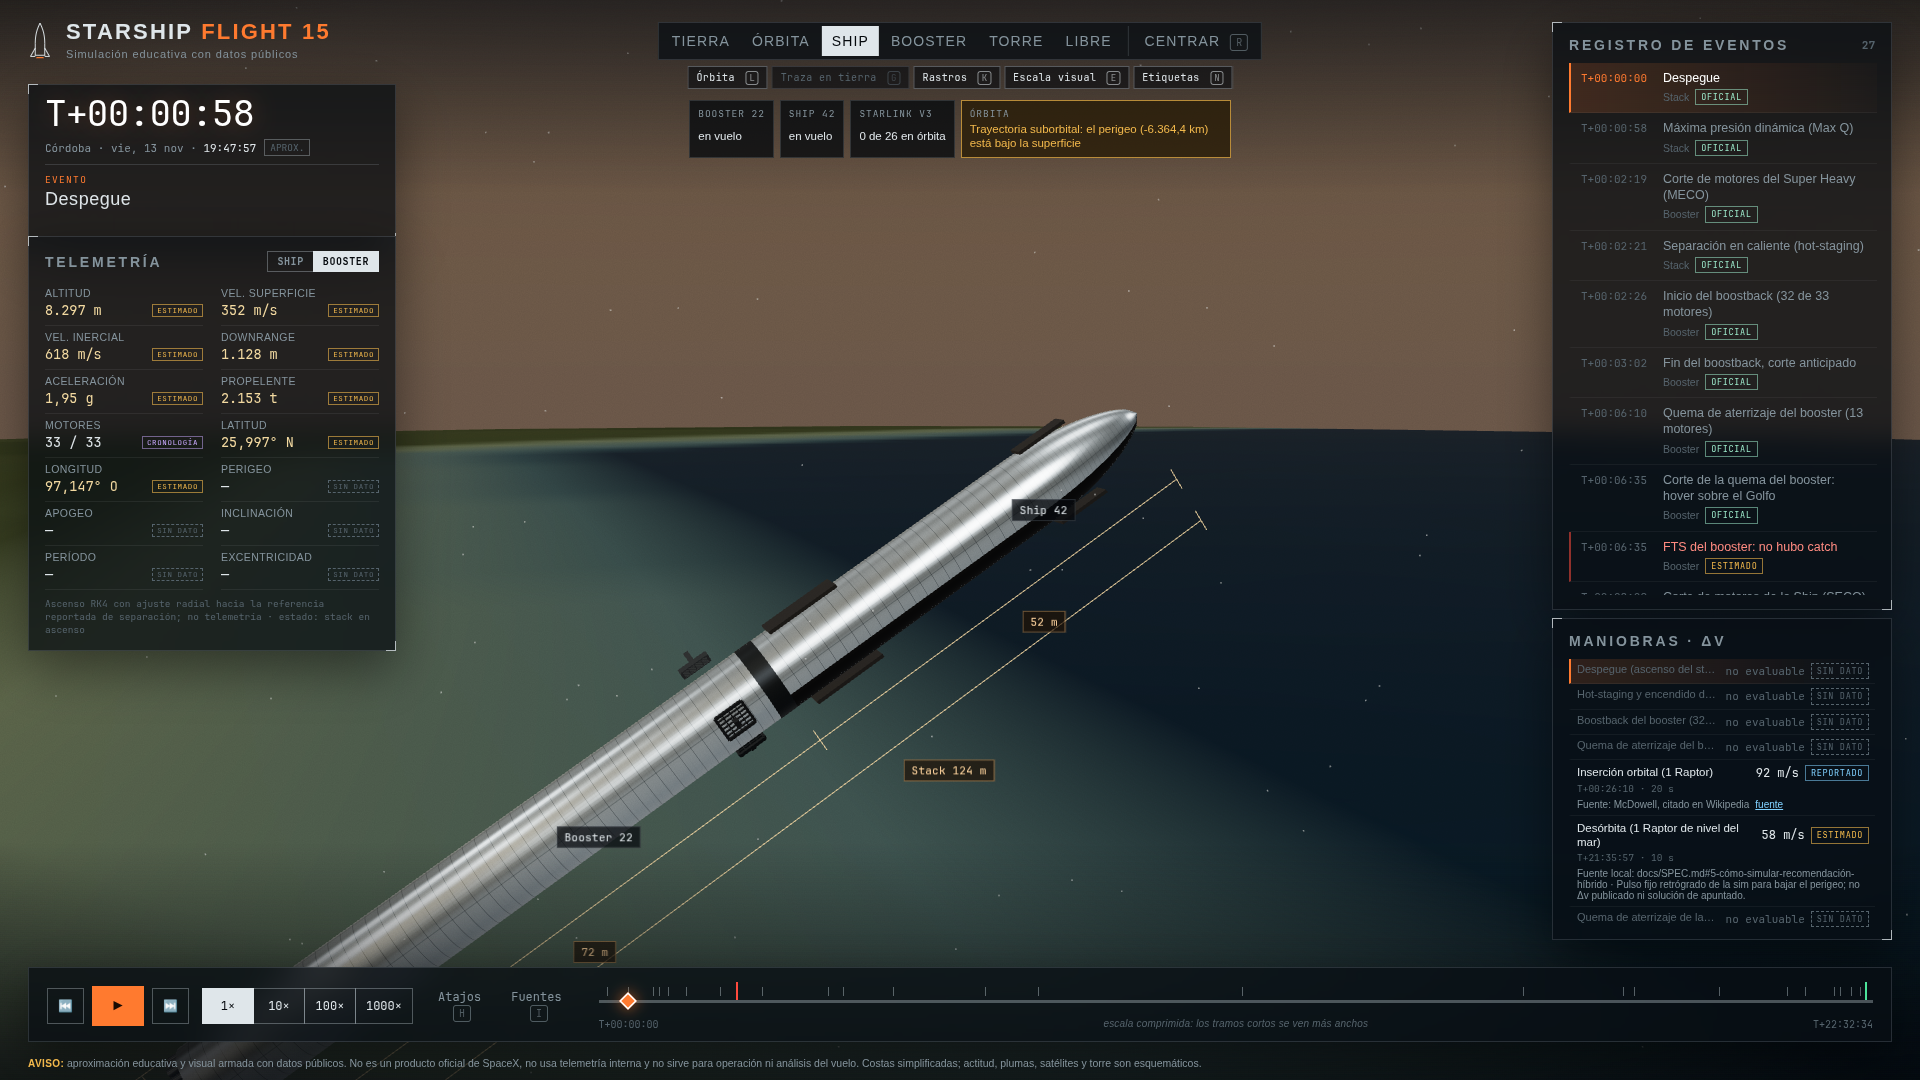 STARSHIP FLIGHT 15
Simulación educativa con datos públicos
TIERRA ÓRBITA SHIP BOOSTER TORRE LIBRE CENTRAR R
Órbita L Traza en tierra G Rastros K Escala visual E Etiquetas N
BOOSTER 22
en vuelo
SHIP 42
en vuelo
STARLINK V3
0 de 26 en órbita
ÓRBITA
Trayectoria suborbital: el perigeo (-6.364,4 km)
está bajo la superficie
T+00:00:58
Córdoba · vie, 13 nov · 19:47:57 APROX.
EVENTO
Despegue
TELEMETRÍA SHIP BOOSTER
ALTITUD
8.297 m ESTIMADO
VEL. SUPERFICIE
352 m/s ESTIMADO
VEL. INERCIAL
618 m/s ESTIMADO
DOWNRANGE
1.128 m ESTIMADO
ACELERACIÓN
1,95 g ESTIMADO
PROPELENTE
2.153 t ESTIMADO
MOTORES
33 / 33 CRONOLOGÍA
LATITUD
25,997° N ESTIMADO
LONGITUD
97,147° O ESTIMADO
PERIGEO
— SIN DATO
APOGEO
— SIN DATO
INCLINACIÓN
— SIN DATO
PERÍODO
— SIN DATO
EXCENTRICIDAD
— SIN DATO
Ascenso RK4 con ajuste radial hacia la referencia
reportada de separación; no telemetría · estado: stack en
ascenso
Ship 42
52 m
Stack 124 m
Booster 22
72 m
REGISTRO DE EVENTOS 27
T+00:00:00 Despegue
Stack OFICIAL
T+00:00:58 Máxima presión dinámica (Max Q)
Stack OFICIAL
T+00:02:19 Corte de motores del Super Heavy
(MECO)
Booster OFICIAL
T+00:02:21 Separación en caliente (hot-staging)
Stack OFICIAL
T+00:02:26 Inicio del boostback (32 de 33
motores)
Booster OFICIAL
T+00:03:02 Fin del boostback, corte anticipado
Booster OFICIAL
T+00:06:10 Quema de aterrizaje del booster (13
motores)
Booster OFICIAL
T+00:06:35 Corte de la quema del booster:
hover sobre el Golfo
Booster OFICIAL
T+00:06:35 FTS del booster: no hubo catch
Booster ESTIMADO
Corte de motores de la Ship (SECO)
MANIOBRAS · ΔV
Despegue (ascenso del st… no evaluable SIN DATO
Hot-staging y encendido d… no evaluable SIN DATO
Boostback del booster (32… no evaluable SIN DATO
Quema de aterrizaje del b… no evaluable SIN DATO
Inserción orbital (1 Raptor) 92 m/s REPORTADO
T+00:26:10 · 20 s
Fuente: McDowell, citado en Wikipedia fuente
Desórbita (1 Raptor de nivel del
mar) 58 m/s ESTIMADO
T+21:35:57 · 10 s
Fuente local: docs/SPEC.md#5-cómo-simular-recomendación-
híbrido · Pulso fijo retrógrado de la sim para bajar el perigeo; no
Δv publicado ni solución de apuntado.
Quema de aterrizaje de la… no evaluable SIN DATO
1× 10× 100× 1000×
Atajos H
Fuentes I
T+00:00:00
escala comprimida: los tramos cortos se ven más anchos
T+22:32:34
AVISO: aproximación educativa y visual armada con datos públicos. No es un producto oficial de SpaceX, no usa telemetría interna y no sirve para operación ni análisis del vuelo. Costas simplificadas; actitud, plumas, satélites y torre son esquemáticos.